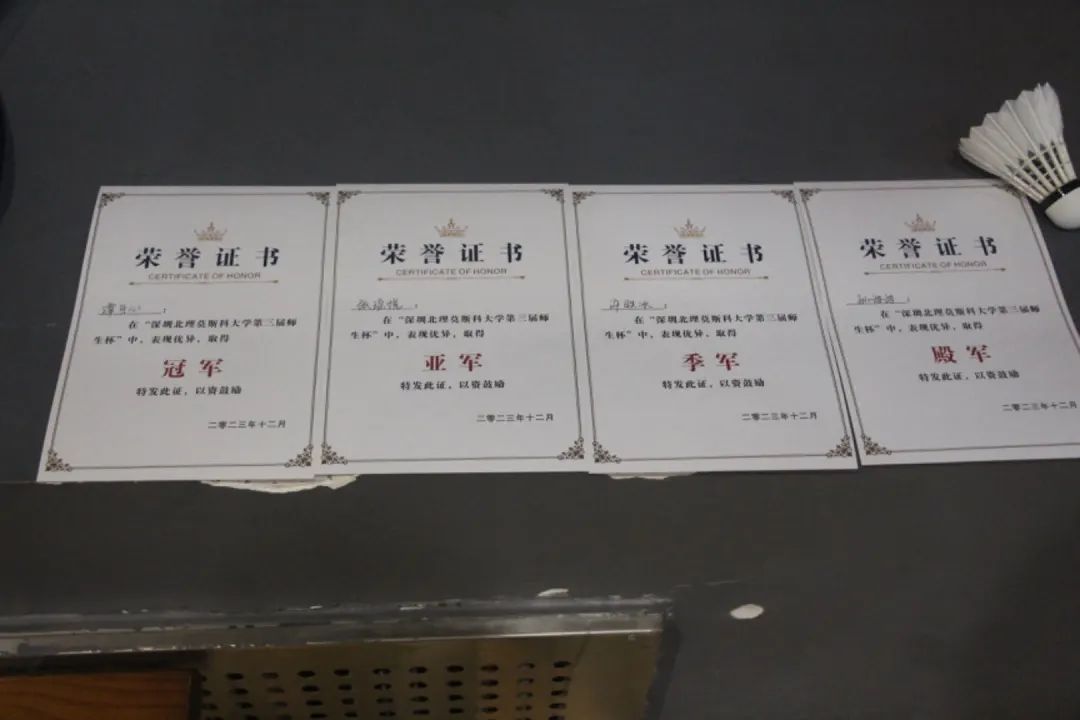 荣誉证书
CERTIFICATE OF HONOR
在“深圳北理莫斯科大学第三届师
生杯”中，表现优异，取得
冠军
特发此证，以资鼓励
二零二三年十二月
荣誉证书
CERTIFICATE OF HONOR
在“深圳北理莫斯科大学第三届师
生杯”中，表现优异，取得
亚军
特发此证，以资鼓励
二零二三年十二月
荣誉证书
CERTIFICATE OF HONOR
在“深圳北理莫斯科大学第三届师
生杯”中，表现优异，取得
季军
特发此证，以资鼓励
二零二三年十二月
荣誉证书
CERTIFICATE OF HONOR
在“深圳北理莫斯科大学第三届师
生杯”中，表现优异，取得
殿军
特发此证，以资鼓励
二零二三年十二月